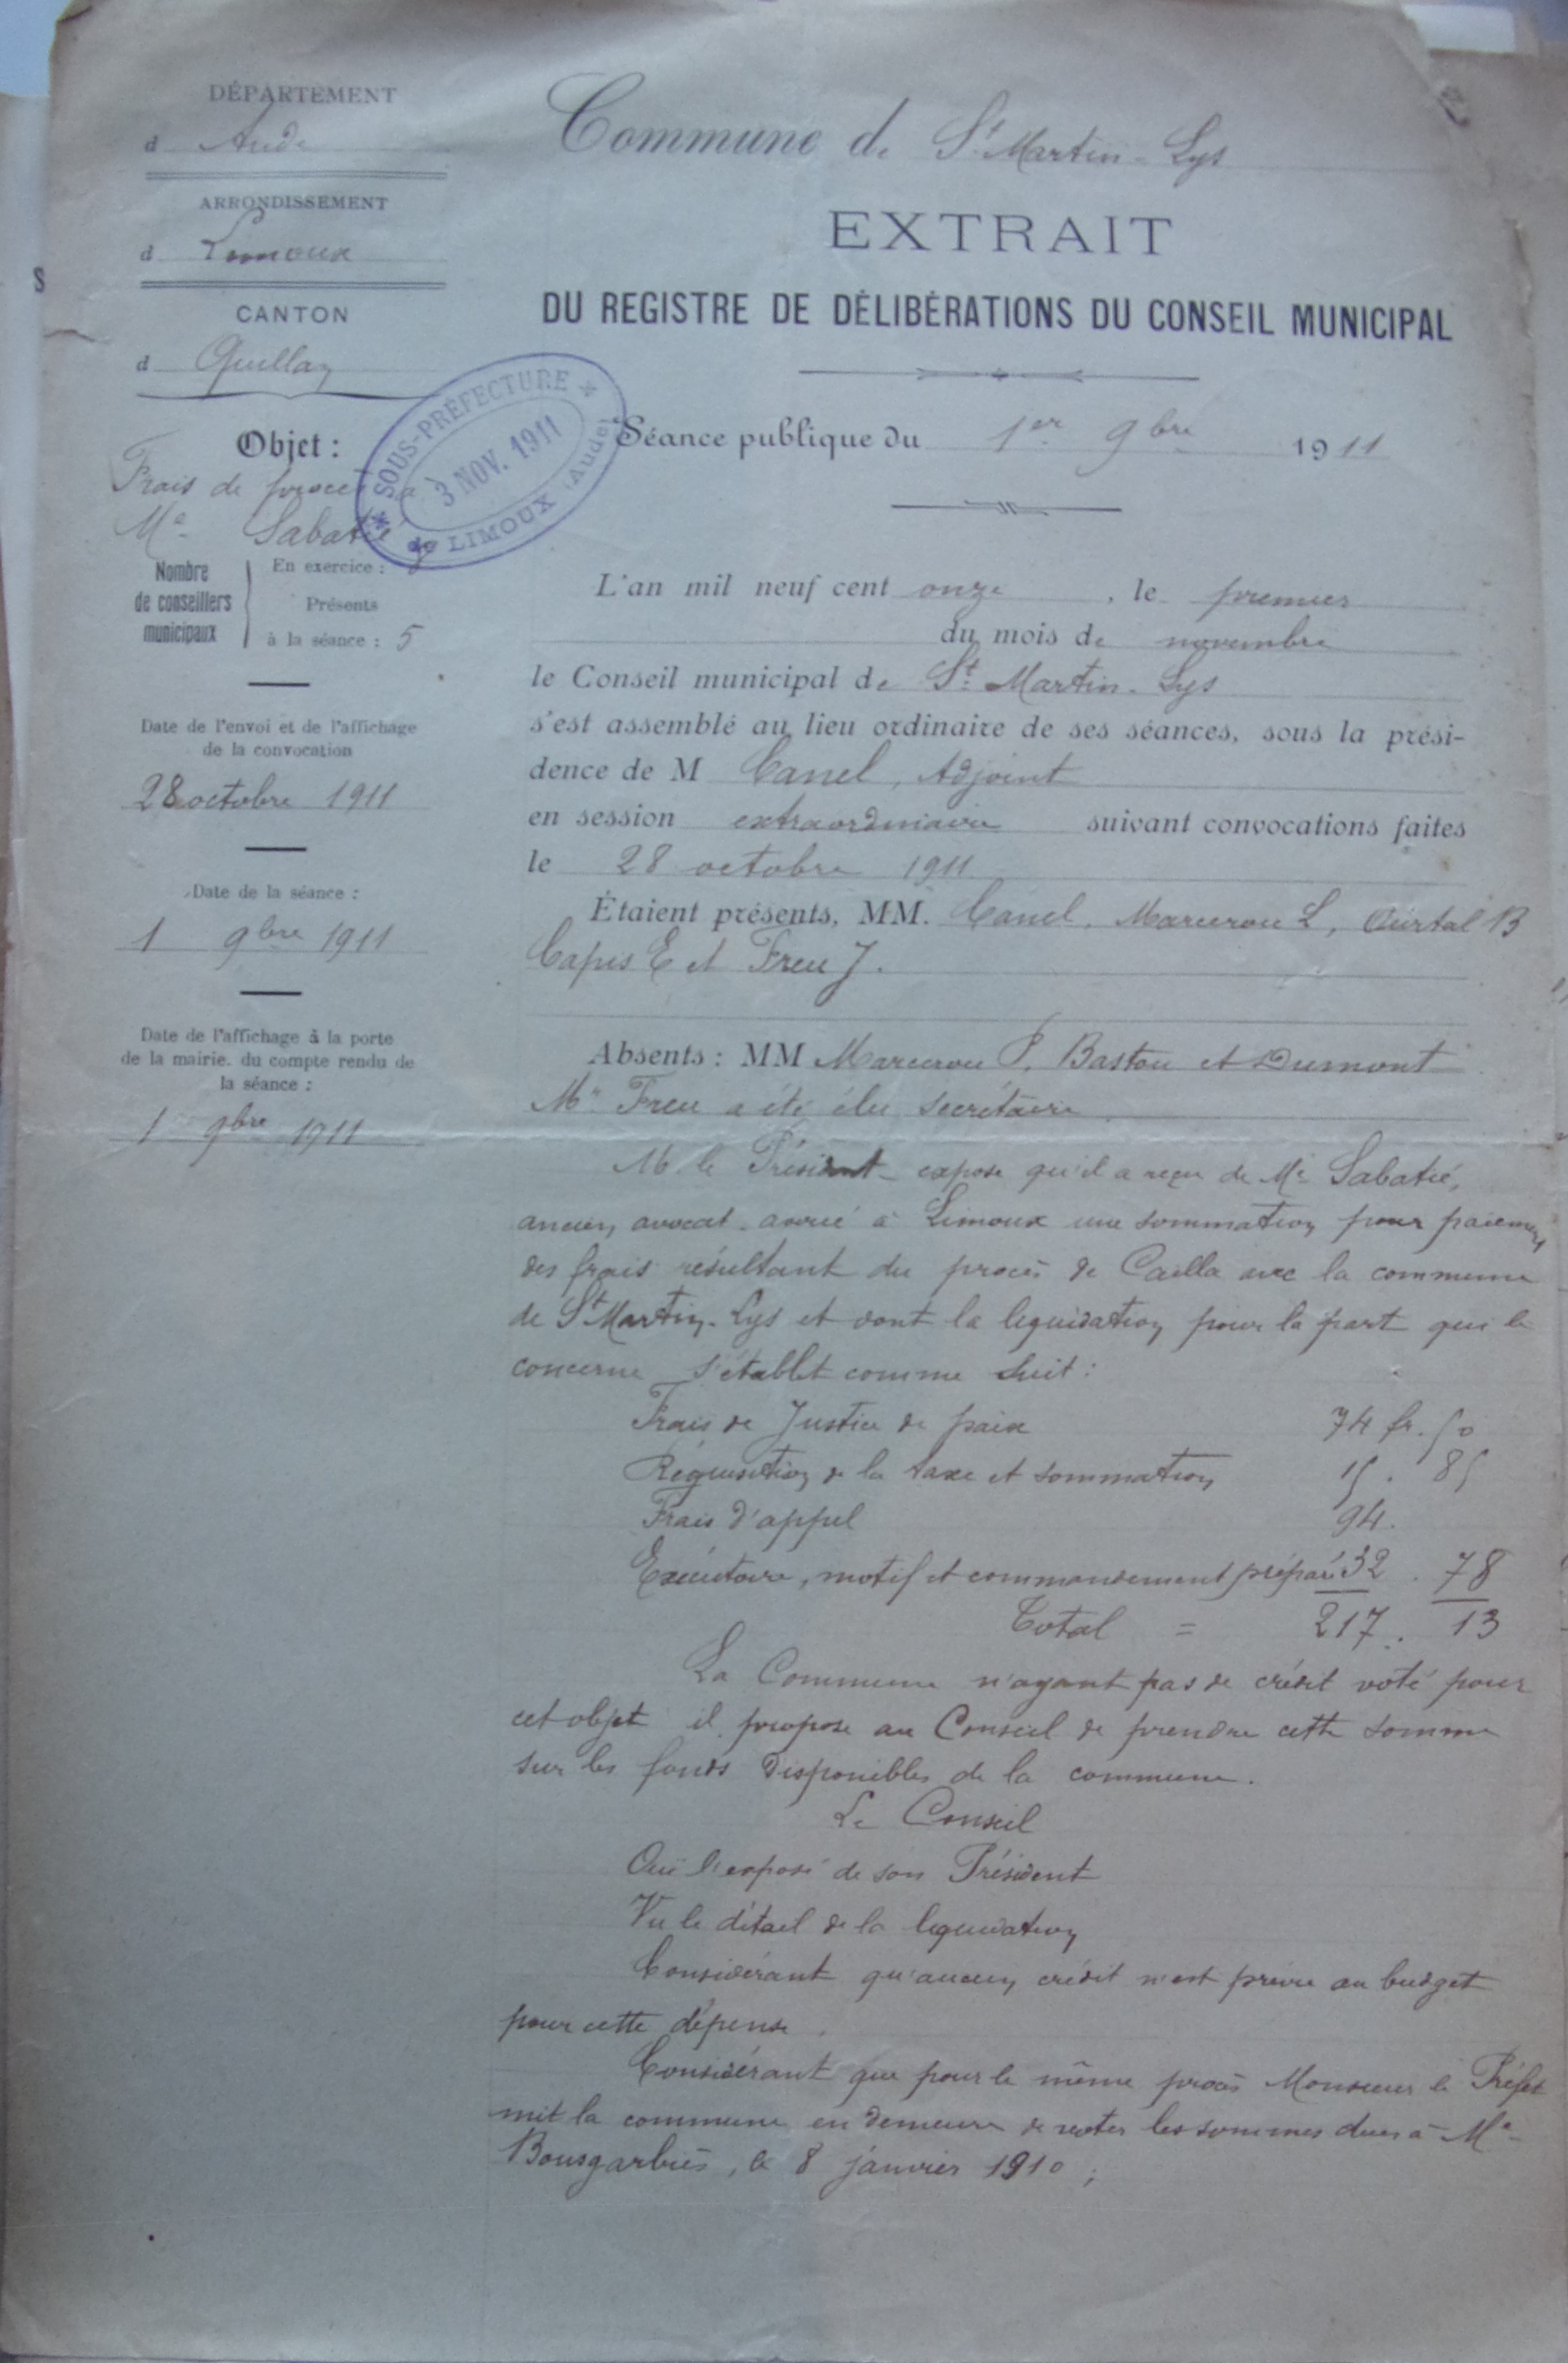 DÉPARTEMENT
d Aude
ARRONDISSEMENT
d Limoux
CANTON
d Quillan
Objet :
Frais de procès à
Me Sabatié
Nombre de conseillers municipaux
En exercice :
Présents
à la séance : 5
Date de l'envoi et de l'affichage
de la convocation
28 octobre 1911
Date de la séance :
1 9bre 1911
Date de l'affichage à la porte
de la mairie. du compte rendu de
la séance :
1 9bre 1911
* SOUS-PRÉFECTURE *
3 NOV. 1911
de LIMOUX (Aude)
Commune de St Martin-Lys
EXTRAIT
DU REGISTRE DE DÉLIBÉRATIONS DU CONSEIL MUNICIPAL
Séance publique du 1er 9bre 1911
L'an mil neuf cent onze , le premier
du mois de novembre
le Conseil municipal de St Martin-Lys
s'est assemblé au lieu ordinaire de ses séances, sous la prési-
dence de M Canel, Adjoint
en session extraordinaire suivant convocations faites
le 28 octobre 1911
Étaient présents, MM. Canel, Marcerou L, Ourtal B
Capus E et Freu J.
Absents : MM Marcerou P, Bastou et Dumont
Mr Freu a été élu secrétaire
M le Président expose qu'il a reçu de Me Sabatié,
ancien avocat-avoué à Limoux une sommation pour paiement
des frais résultant du procès de Cailla avec la commune
de St Martin-Lys et dont la liquidation pour la part qui le
concerne s'établit comme suit :
Frais de Justice de paix 74 fr. 50
Réquisition de la taxe et sommation 15. 85
Frais d'appel 94.
Exécutoire, motif et commandement préparé 32. 78
Total = 217. 13
La Commune n'ayant pas de crédit voté pour
cet objet il propose au Conseil de prendre cette somme
sur les fonds disponibles de la commune.
Le Conseil
Ouï l'exposé de son Président
Vu le détail de la liquidation
Considérant qu'aucun crédit n'est prévu au budget
pour cette dépense
Considérant que pour le même procès Monsieur le Préfet
mit la commune en demeure de voter les sommes dues à Me
Bousgarbiès, le 8 janvier 1910 ;